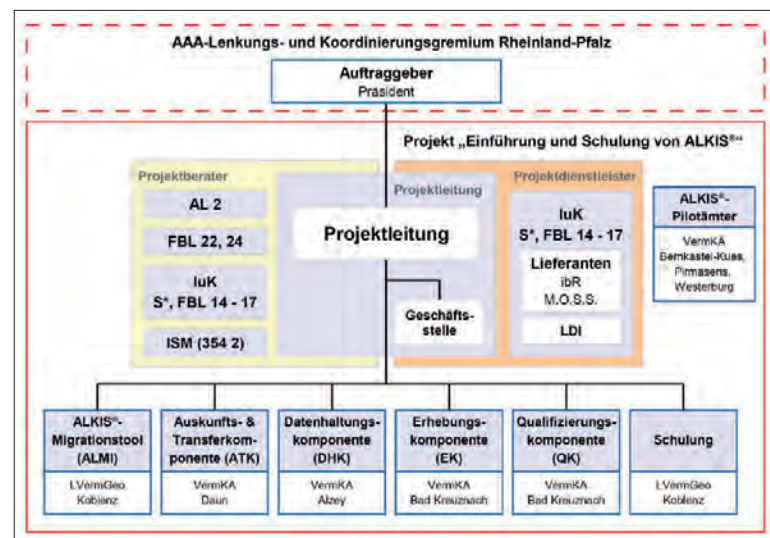 AAA-Lenkungs- und Koordinierungsgremium Rheinland-Pfalz
Auftraggeber
Präsident
Projekt „Einführung und Schulung von ALKIS®“
Projektberater
AL 2
FBL 22, 24
IuK
S*, FBL 14 - 17
ISM (354 2)
Projektleitung
Projektleitung
Geschäfts-
stelle
Projektdienstleister
IuK
S*, FBL 14 - 17
Lieferanten
ibR
M.O.S.S.
LDI
ALKIS®-
Pilotämter
VermKA
Bernkastel-Kues,
Pirmasens,
Westerburg
ALKIS®-
Migrationstool
(ALMI)
LVermGeo
Koblenz
Auskunfts- &
Transferkom-
ponente (ATK)
VermKA
Daun
Datenhaltungs-
komponente
(DHK)
VermKA
Alzey
Erhebungs-
komponente
(EK)
VermKA
Bad Kreuznach
Qualifizierungs-
komponente
(QK)
VermKA
Bad Kreuznach
Schulung
LVermGeo
Koblenz